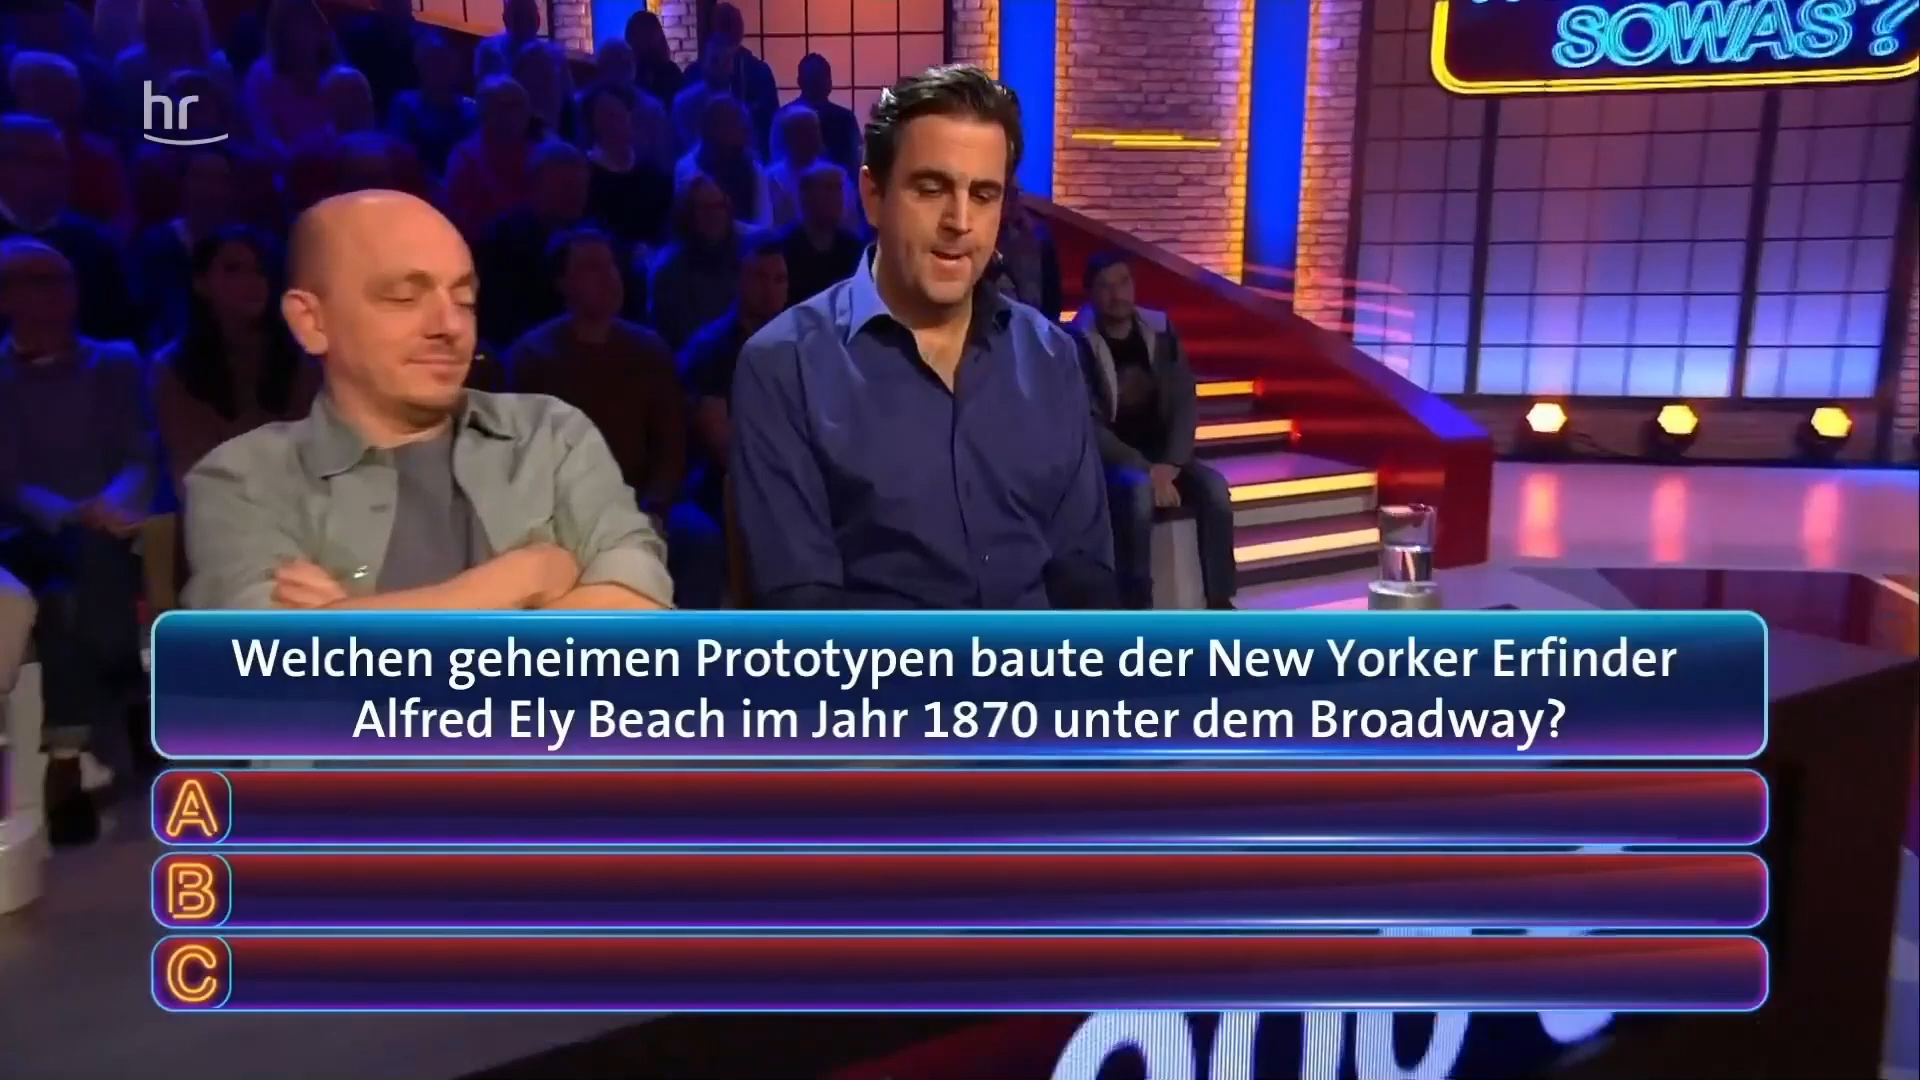 SOWAS?
hr
Welchen geheimen Prototypen baute der New Yorker Erfinder
Alfred Ely Beach im Jahr 1870 unter dem Broadway?
A
B
C